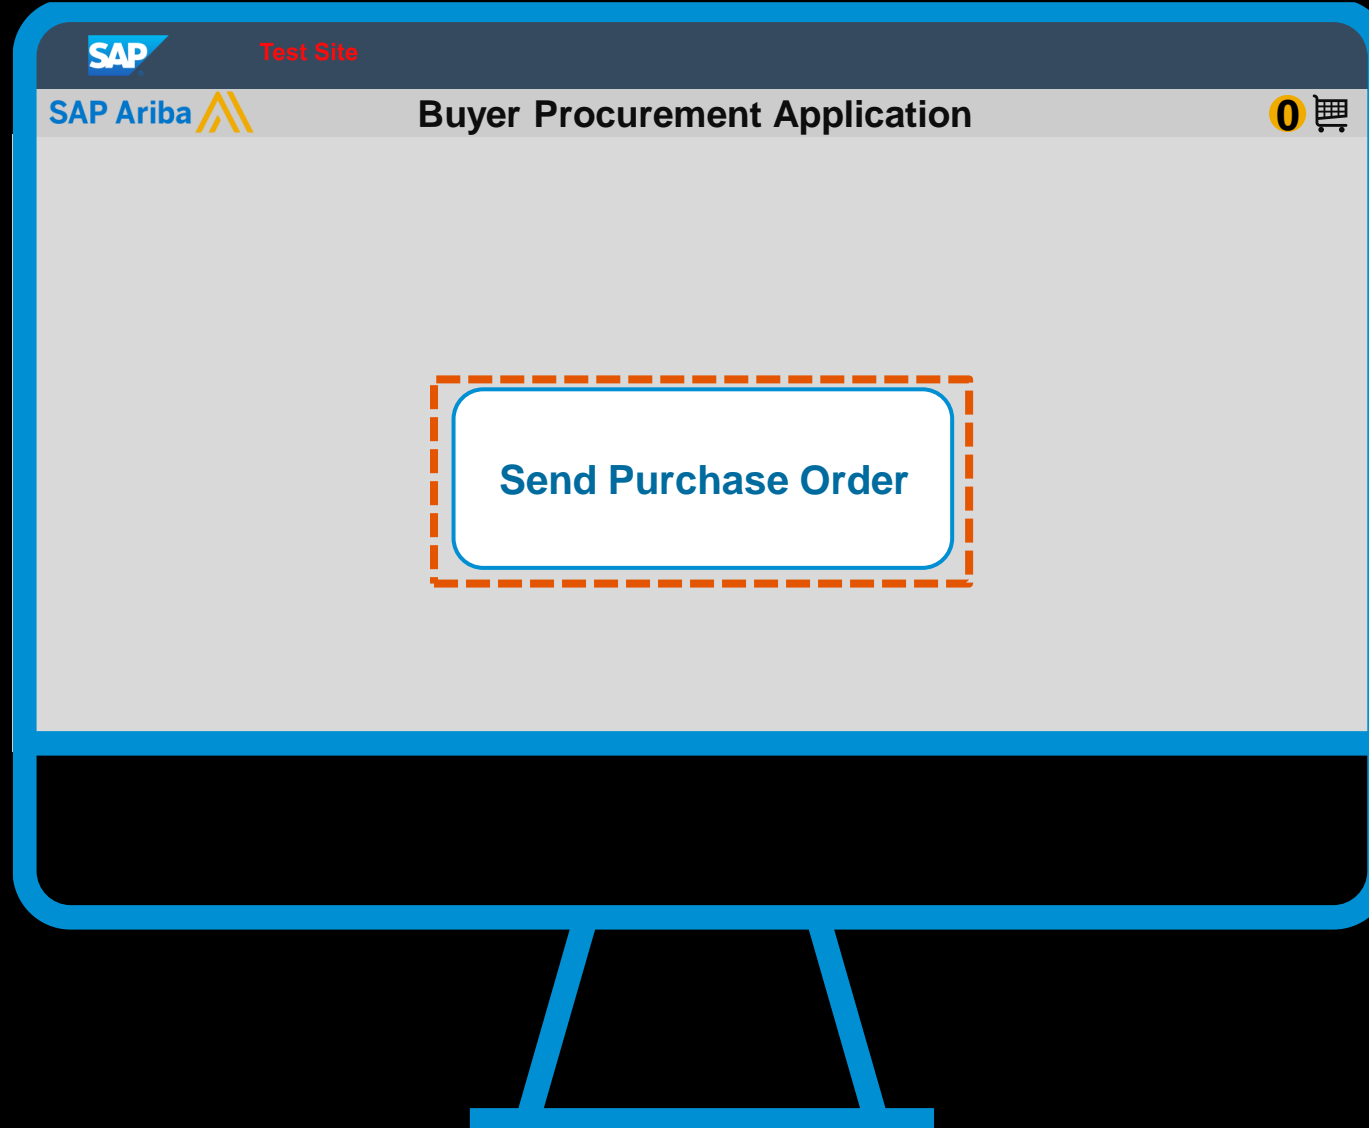 SAP
Test Site
SAP Ariba
Buyer Procurement Application
0
Send Purchase Order